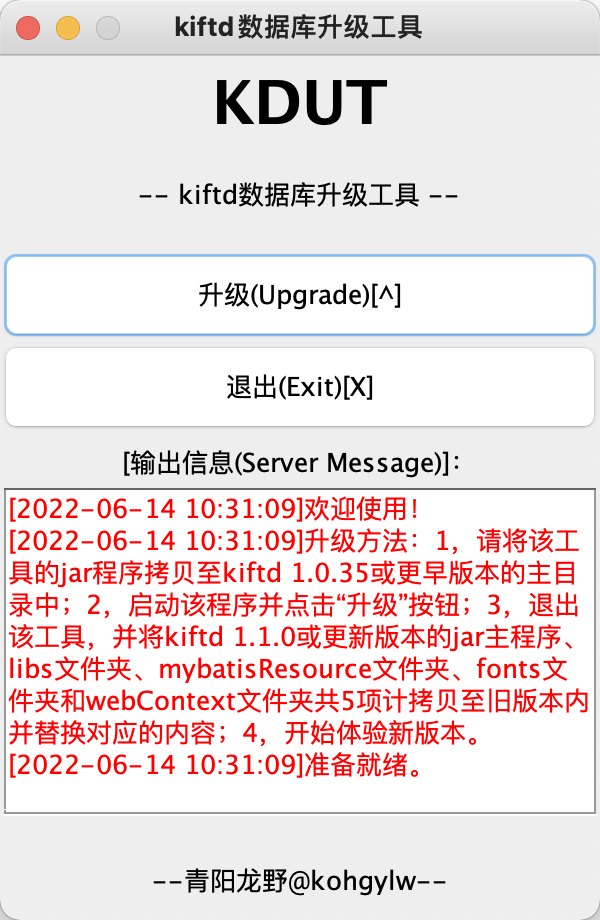 kiftd数据库升级工具
KDUT
-- kiftd数据库升级工具 --
升级(Upgrade)[^]
退出(Exit)[X]
[输出信息(Server Message)]：
[2022-06-14 10:31:09]欢迎使用！
[2022-06-14 10:31:09]升级方法：1，请将该工
具的jar程序拷贝至kiftd 1.0.35或更早版本的主目
录中；2，启动该程序并点击“升级”按钮；3，退出
该工具，并将kiftd 1.1.0或更新版本的jar主程序、
libs文件夹、mybatisResource文件夹、fonts文
件夹和webContext文件夹共5项计拷贝至旧版本内
并替换对应的内容；4，开始体验新版本。
[2022-06-14 10:31:09]准备就绪。
--青阳龙野@kohgylw--